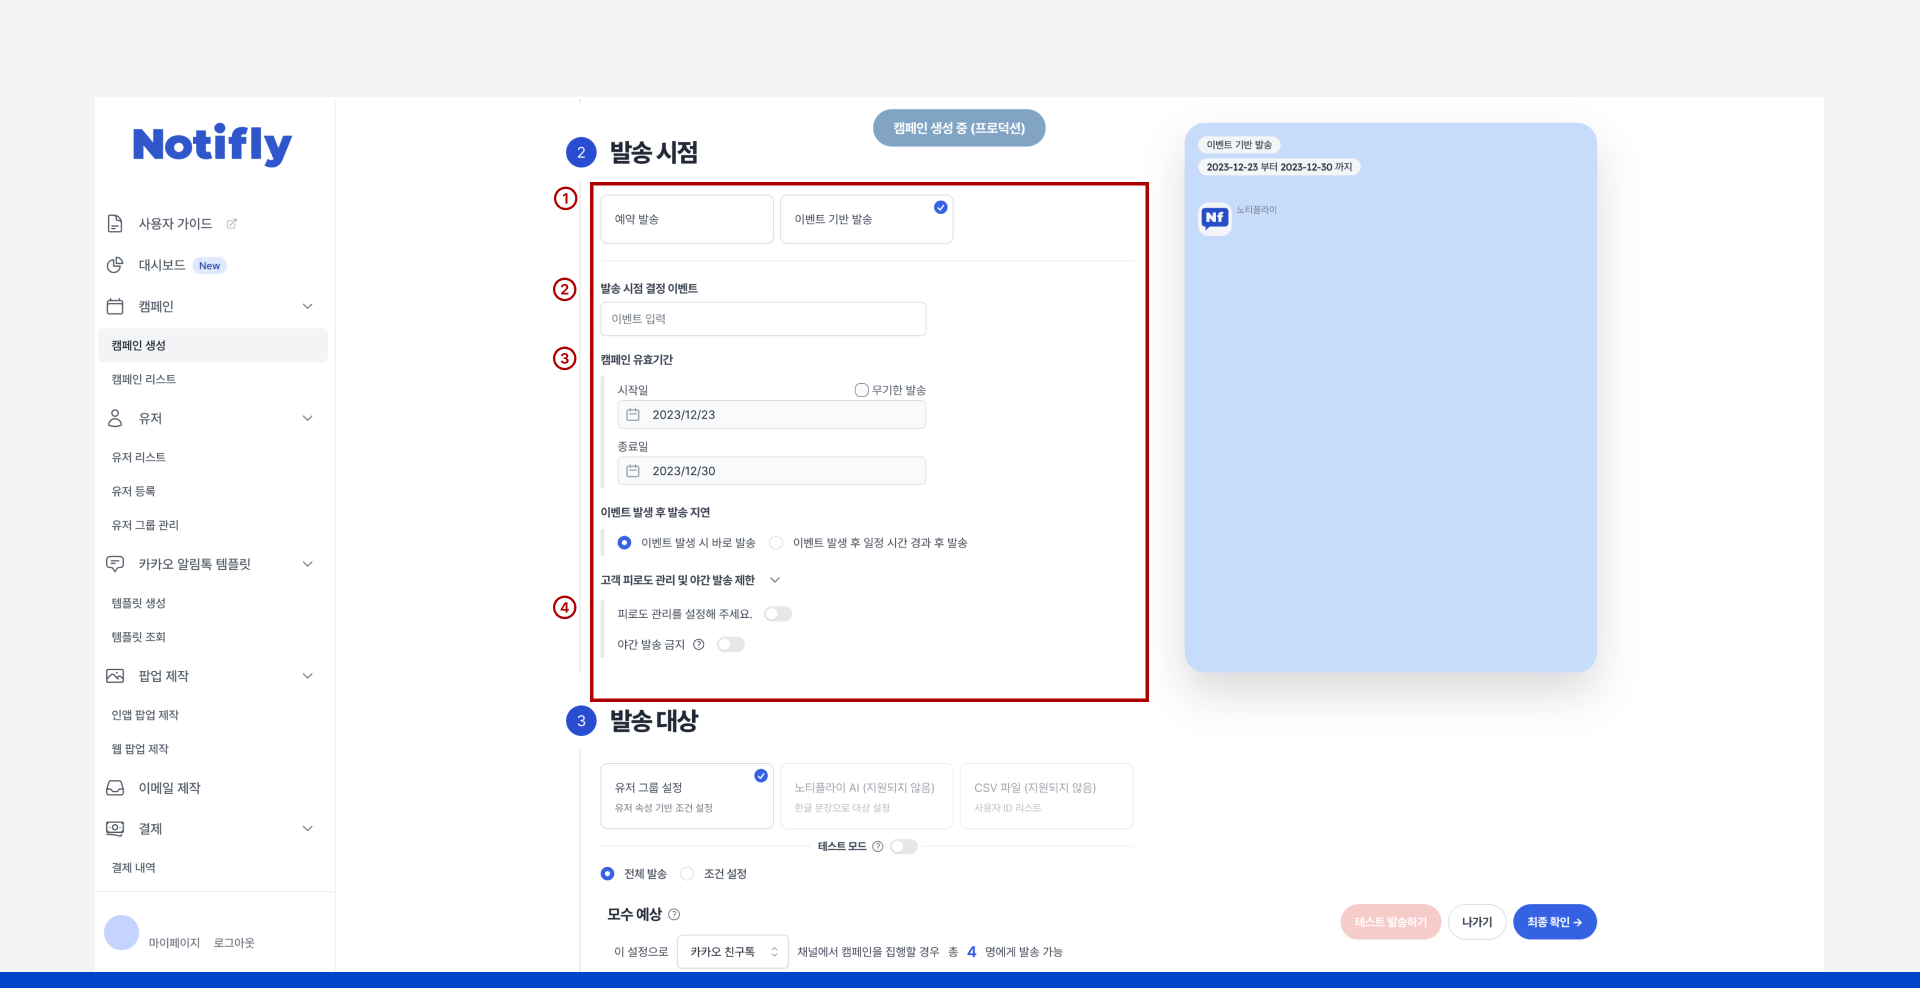 Notifly
사용자 가이드
대시보드 New
캠페인
캠페인 생성
캠페인 리스트
유저
유저 리스트
유저 등록
유저 그룹 관리
카카오 알림톡 템플릿
템플릿 생성
템플릿 조회
팝업 제작
인앱 팝업 제작
웹 팝업 제작
이메일 제작
결제
결제 내역
마이페이지 로그아웃
캠페인 생성 중 (프로덕션)
2 발송 시점
1
예약 발송
이벤트 기반 발송
2
발송 시점 결정 이벤트
이벤트 입력
3
캠페인 유효기간
시작일 무기한 발송
2023/12/23
종료일
2023/12/30
이벤트 발생 후 발송 지연
이벤트 발생 시 바로 발송 이벤트 발생 후 일정 시간 경과 후 발송
고객 피로도 관리 및 야간 발송 제한
4
피로도 관리를 설정해 주세요.
야간 발송 금지 ?
3 발송 대상
유저 그룹 설정
유저 속성 기반 조건 설정
노티플라이 AI (지원되지 않음)
한글 문장으로 대상 설정
CSV 파일 (지원되지 않음)
사용자 ID 리스트
테스트 모드 ?
전체 발송 조건 설정
모수 예상 ?
이 설정으로 카카오 친구톡 채널에서 캠페인을 집행할 경우 총 4 명에게 발송 가능
이벤트 기반 발송
2023-12-23 부터 2023-12-30 까지
Nf 노티플라이
테스트 발송하기
나가기
최종 확인 →